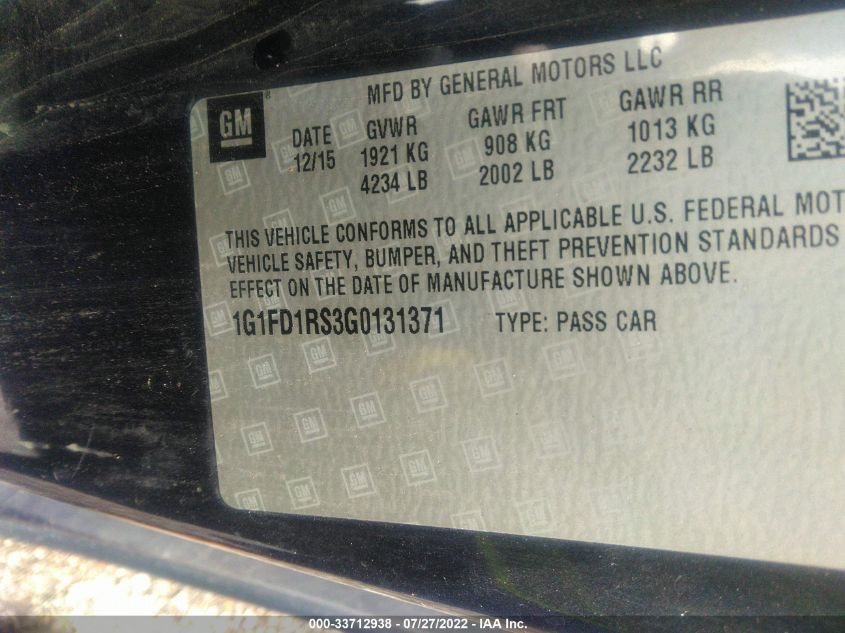 MFD BY GENERAL MOTORS LLC
GM ®
DATE GVWR GAWR FRT GAWR RR
12/15 1921 KG 908 KG 1013 KG
4234 LB 2002 LB 2232 LB
THIS VEHICLE CONFORMS TO ALL APPLICABLE U.S. FEDERAL MOT
VEHICLE SAFETY, BUMPER, AND THEFT PREVENTION STANDARDS
EFFECT ON THE DATE OF MANUFACTURE SHOWN ABOVE.
1G1FD1RS3G0131371 TYPE: PASS CAR
000-33712938 - 07/27/2022 - IAA Inc.